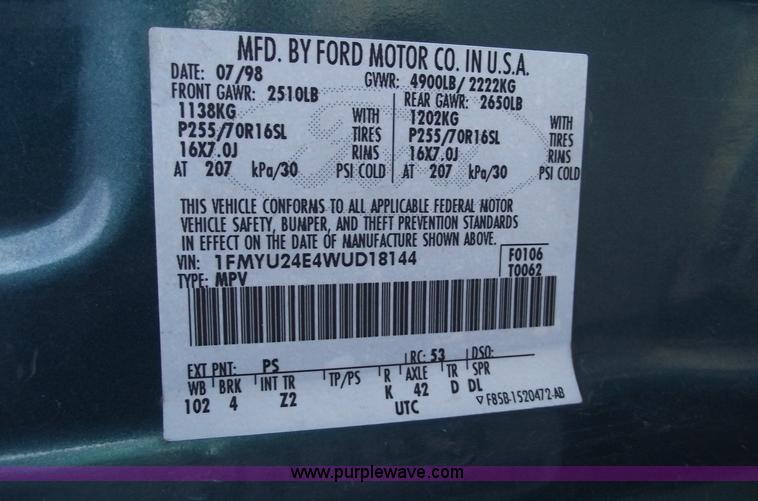 MFD. BY FORD MOTOR CO. IN U.S.A.
DATE: 07/98 GVWR: 4900LB/ 2222KG
FRONT GAWR: 2510LB REAR GAWR: 2650LB
1138KG WITH 1202KG WITH
P255/70R16SL TIRES P255/70R16SL TIRES
16X7.0J RIMS 16X7.0J RIMS
AT 207 kPa/30 PSI COLD AT 207 kPa/30 PSI COLD
THIS VEHICLE CONFORMS TO ALL APPLICABLE FEDERAL MOTOR
VEHICLE SAFETY, BUMPER, AND THEFT PREVENTION STANDARDS
IN EFFECT ON THE DATE OF MANUFACTURE SHOWN ABOVE.
VIN: 1FMYU24E4WUD18144 F0106
TYPE: MPV T0062
EXT PNT: PS RC: 53 DSO:
WB BRK INT TR TP/PS R AXLE TR SPR
102 4 Z2 K 42 D DL
UTC ▽F85B-1520472-AB
www.purplewave.com